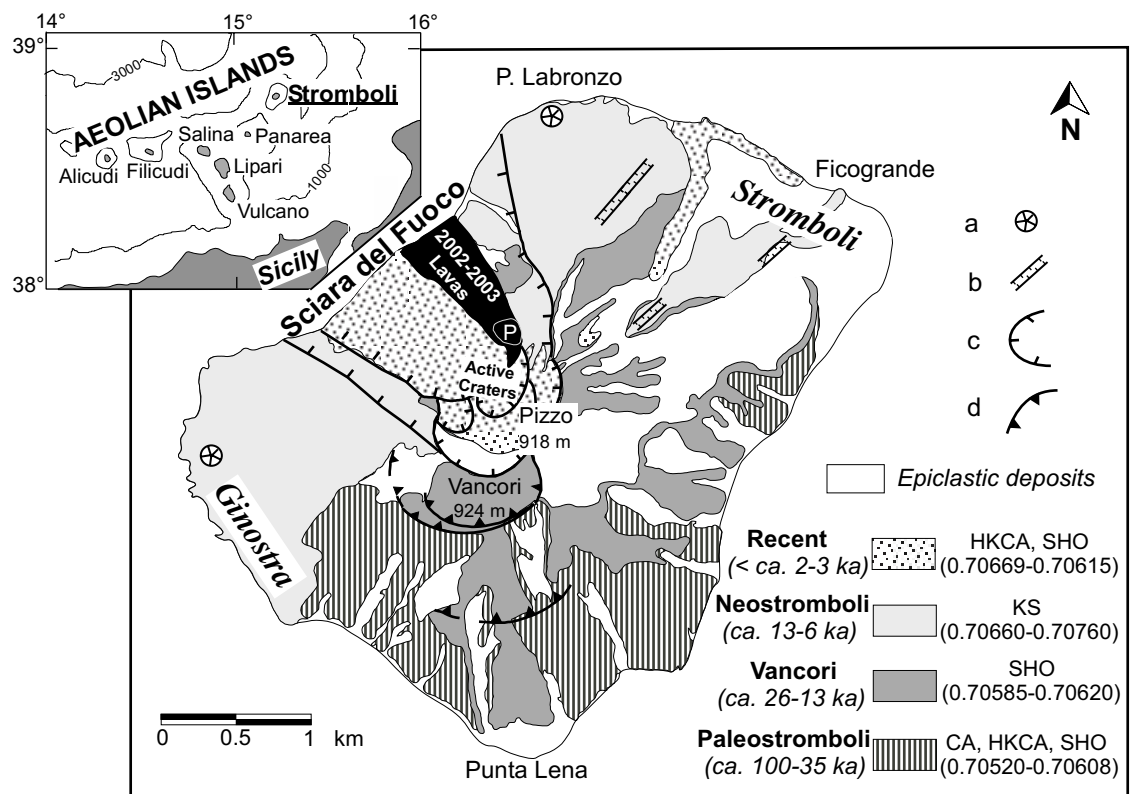 14°
15°
16°
39°
38°
3000
1000
AEOLIAN ISLANDS
Stromboli
Salina
Panarea
Alicudi
Filicudi
Lipari
Vulcano
Sicily
P. Labronzo
N
Ficogrande
Stromboli
Sciara del Fuoco
2002-2003
Lavas
P
Active
Craters
Pizzo
918 m
Vancori
924 m
Ginostra
Punta Lena
0 0.5 1 km
a
b
c
d
Epiclastic deposits
Recent
(< ca. 2-3 ka)
HKCA, SHO
(0.70669-0.70615)
Neostromboli
(ca. 13-6 ka)
KS
(0.70660-0.70760)
Vancori
(ca. 26-13 ka)
SHO
(0.70585-0.70620)
Paleostromboli
(ca. 100-35 ka)
CA, HKCA, SHO
(0.70520-0.70608)